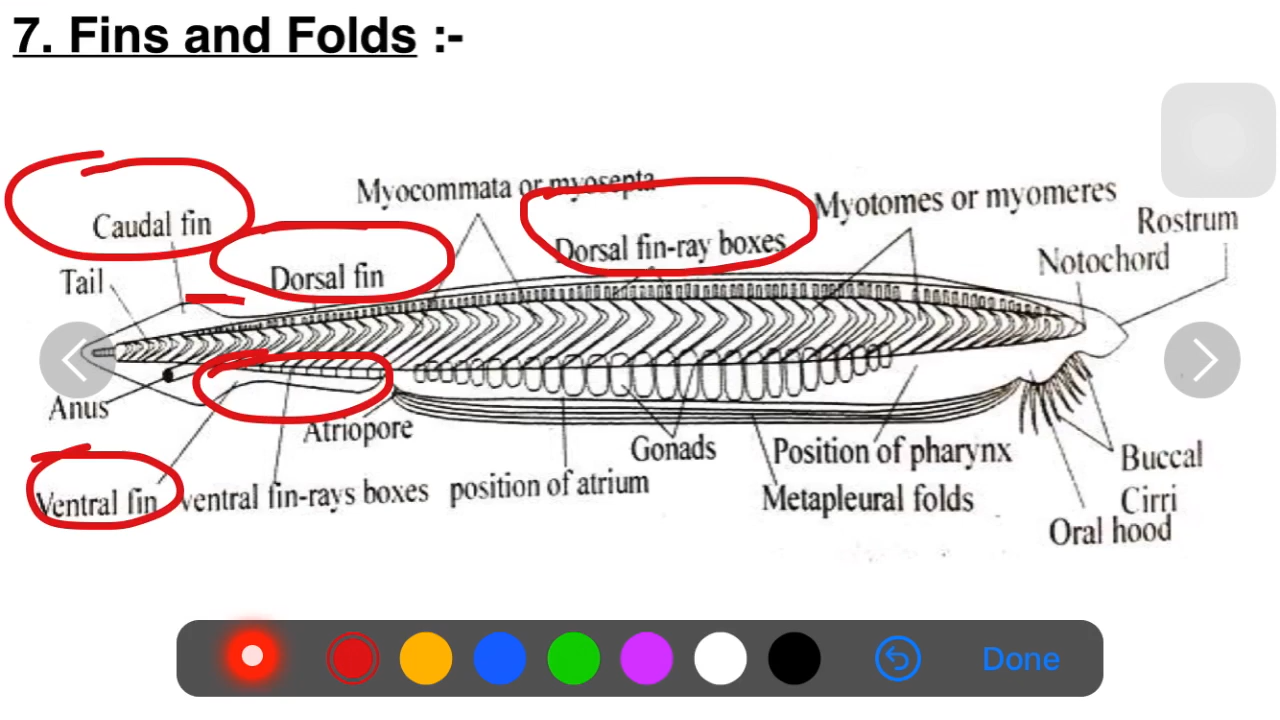 7. Fins and Folds :-
Myocommata or myosepta
Myotomes or myomeres
Rostrum
Caudal fin
Dorsal fin-ray boxes
Notochord
Dorsal fin
Tail
Anus
Atriopore
Gonads
Position of pharynx
Buccal
Cirri
Ventral fin
ventral fin-rays boxes
position of atrium
Metapleural folds
Oral hood
Done